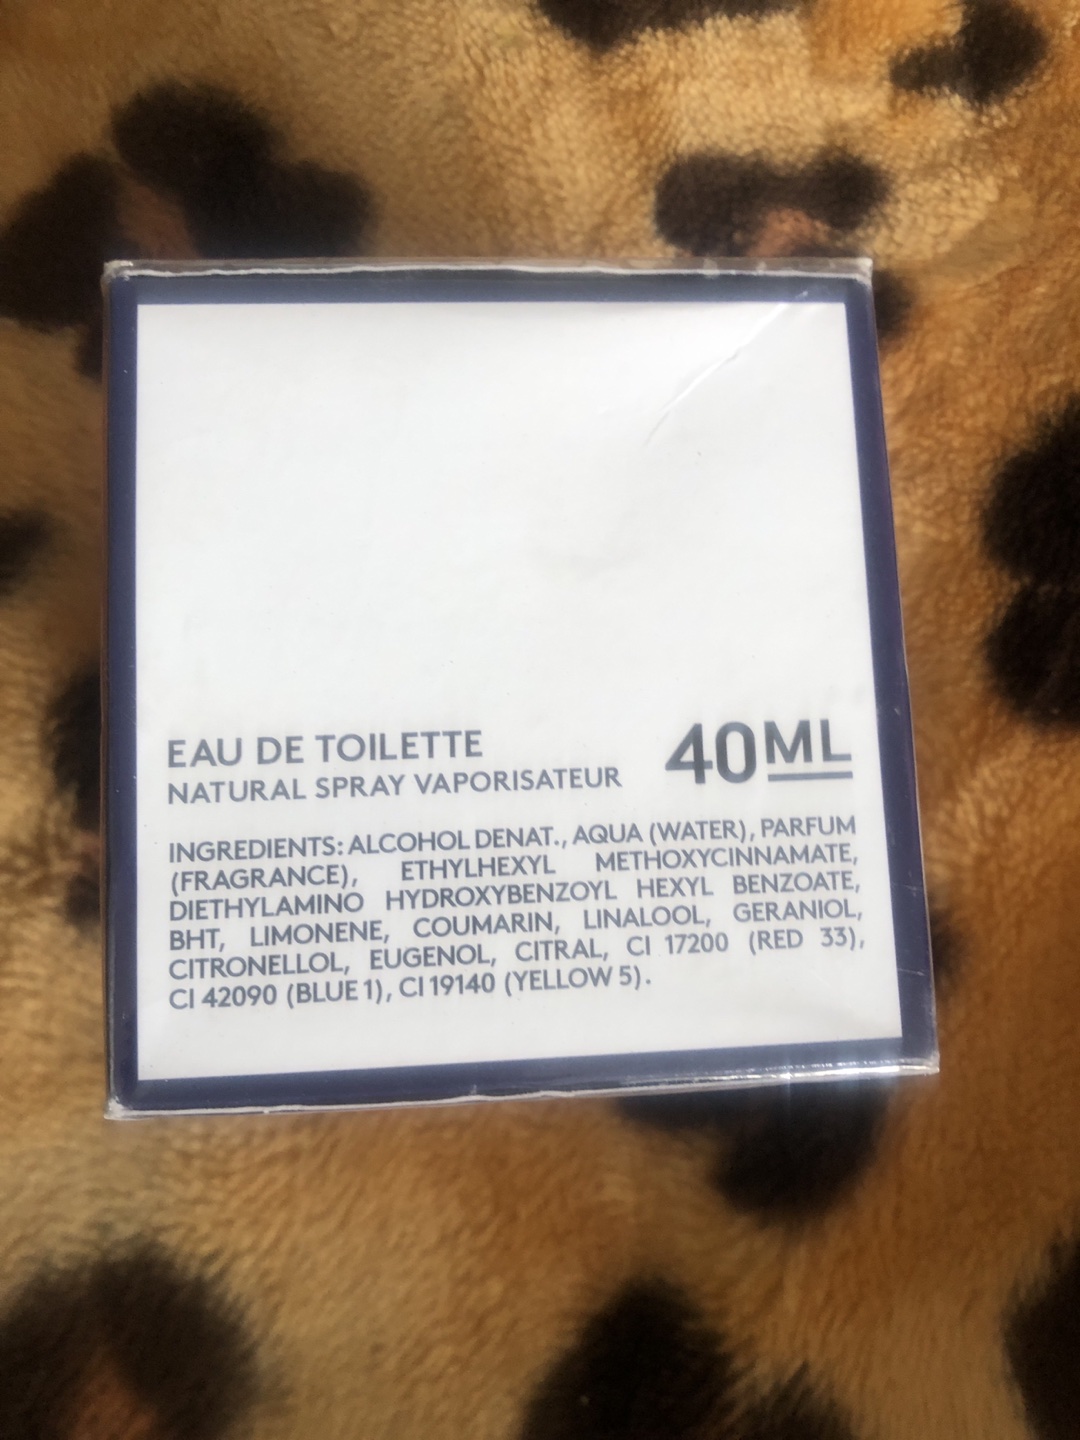 EAU DE TOILETTE
NATURAL SPRAY VAPORISATEUR
40ML
INGREDIENTS: ALCOHOL DENAT., AQUA (WATER), PARFUM
(FRAGRANCE), ETHYLHEXYL METHOXYCINNAMATE,
DIETHYLAMINO HYDROXYBENZOYL HEXYL BENZOATE,
BHT, LIMONENE, COUMARIN, LINALOOL, GERANIOL,
CITRONELLOL, EUGENOL, CITRAL, CI 17200 (RED 33),
CI 42090 (BLUE 1), CI 19140 (YELLOW 5).